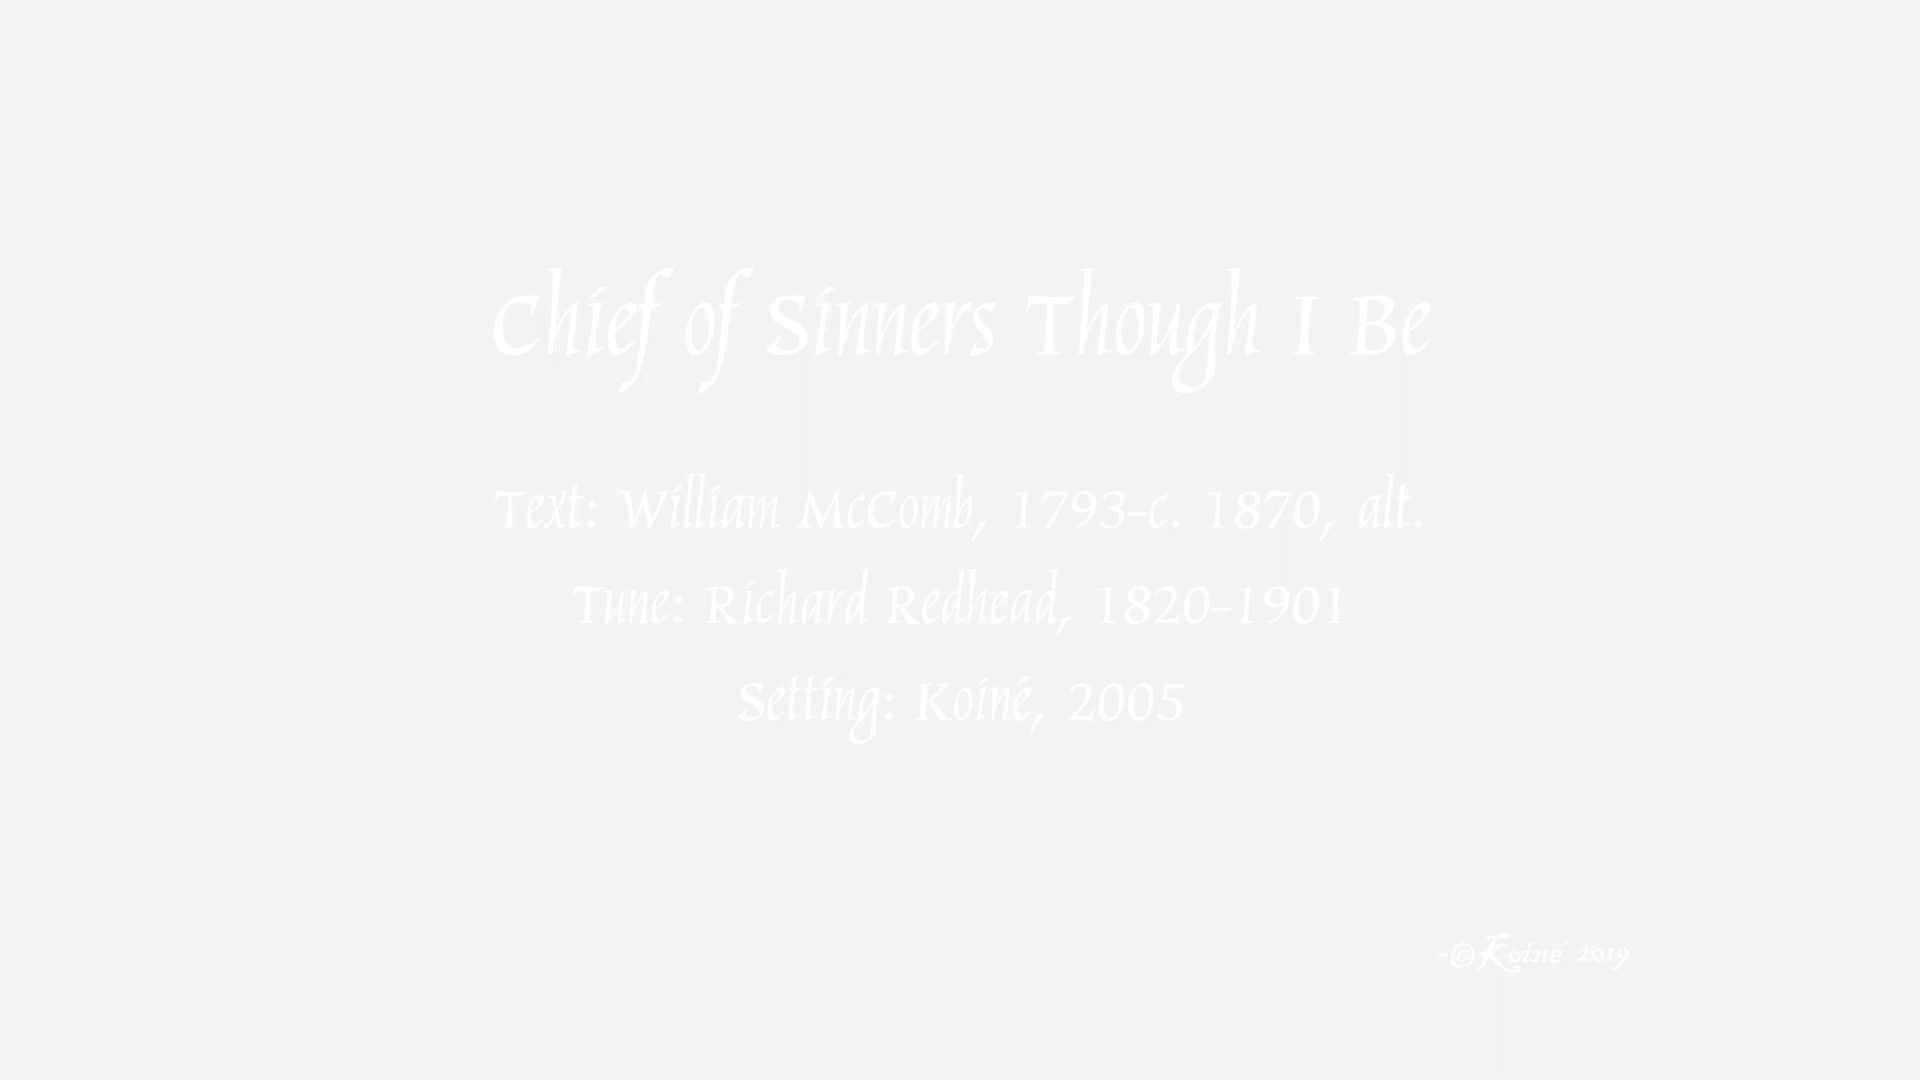 Chief of Sinners Though I Be
Text: William McComb, 1793-c. 1870, alt.
Tune: Richard Redhead, 1820-1901
Setting: Koiné, 2005
-©Koiné 2019